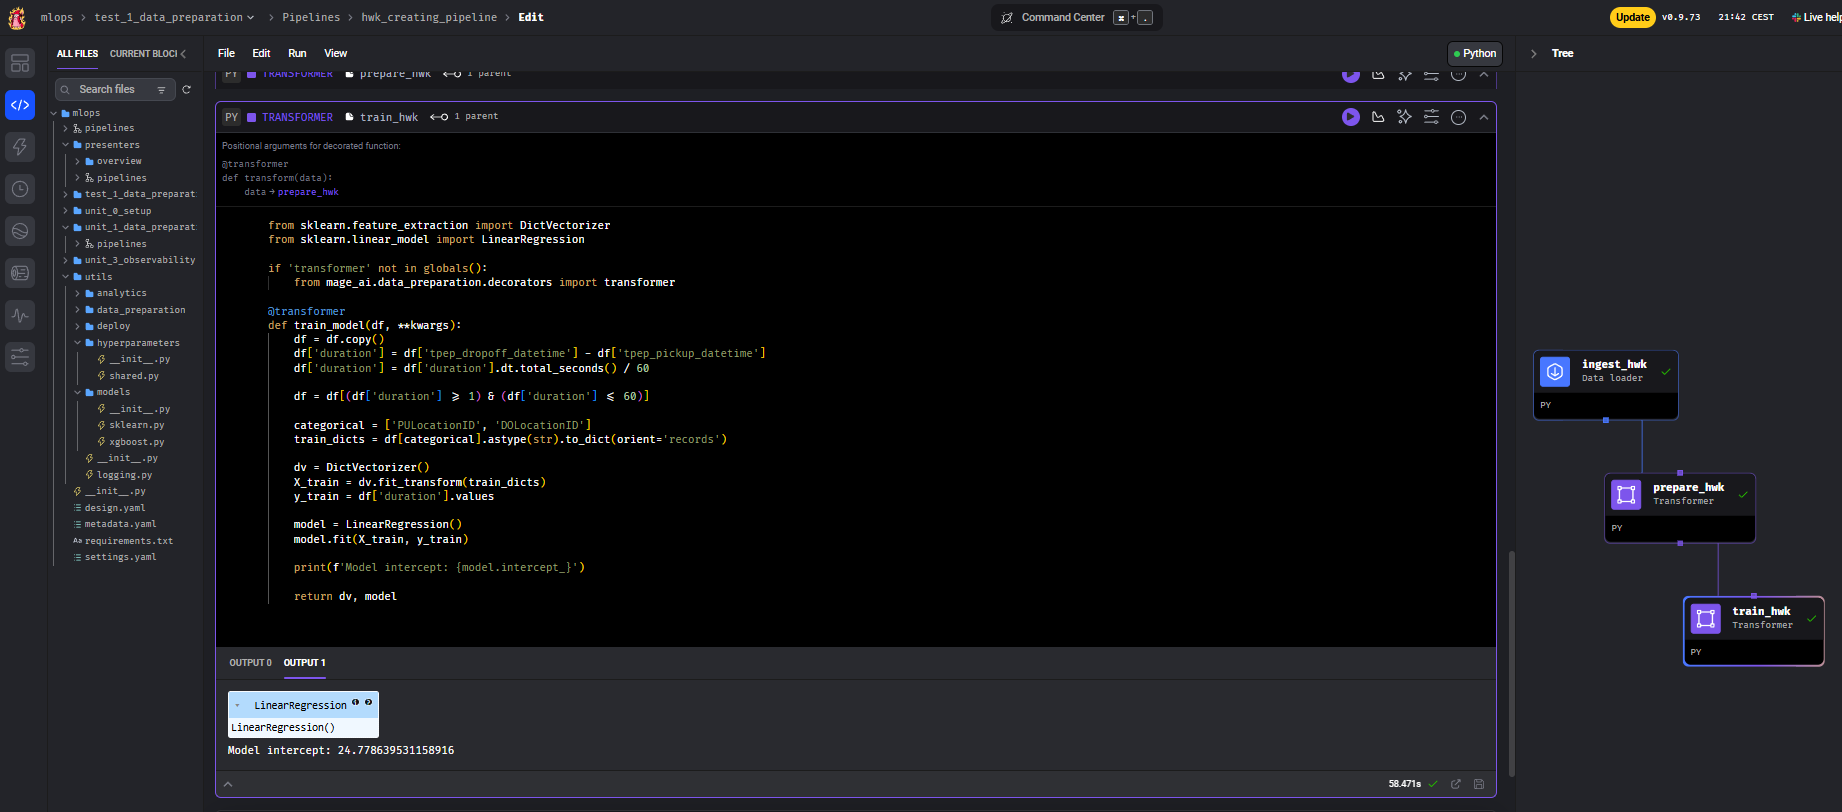 mlops > test_1_data_preparation > Pipelines > hwk_creating_pipeline > Edit
Command Center ⌘ + .
Update v0.9.73 21:42 CEST Live help
ALL FILES CURRENT BLOC
Search files
mlops
pipelines
presenters
overview
pipelines
test_1_data_preparat
unit_0_setup
unit_1_data_preparat
pipelines
unit_3_observability
utils
analytics
data_preparation
deploy
hyperparameters
__init__.py
shared.py
models
__init__.py
sklearn.py
xgboost.py
__init__.py
logging.py
__init__.py
design.yaml
metadata.yaml
Aa requirements.txt
settings.yaml
File Edit Run View
Python
PY TRANSFORMER prepare_hwk 1 parent
PY TRANSFORMER train_hwk 1 parent
Positional arguments for decorated function:
@transformer
def transform(data):
data → prepare_hwk
from sklearn.feature_extraction import DictVectorizer
from sklearn.linear_model import LinearRegression
if 'transformer' not in globals():
from mage_ai.data_preparation.decorators import transformer
@transformer
def train_model(df, **kwargs):
df = df.copy()
df['duration'] = df['tpep_dropoff_datetime'] - df['tpep_pickup_datetime']
df['duration'] = df['duration'].dt.total_seconds() / 60
df = df[(df['duration'] ⩾ 1) & (df['duration'] ⩽ 60)]
categorical = ['PULocationID', 'DOLocationID']
train_dicts = df[categorical].astype(str).to_dict(orient='records')
dv = DictVectorizer()
X_train = dv.fit_transform(train_dicts)
y_train = df['duration'].values
model = LinearRegression()
model.fit(X_train, y_train)
print(f'Model intercept: {model.intercept_}')
return dv, model
OUTPUT 0 OUTPUT 1
LinearRegression i ?
LinearRegression()
Model intercept: 24.778639531158916
58.471s
Tree
ingest_hwk
Data loader
PY
prepare_hwk
Transformer
PY
train_hwk
Transformer
PY